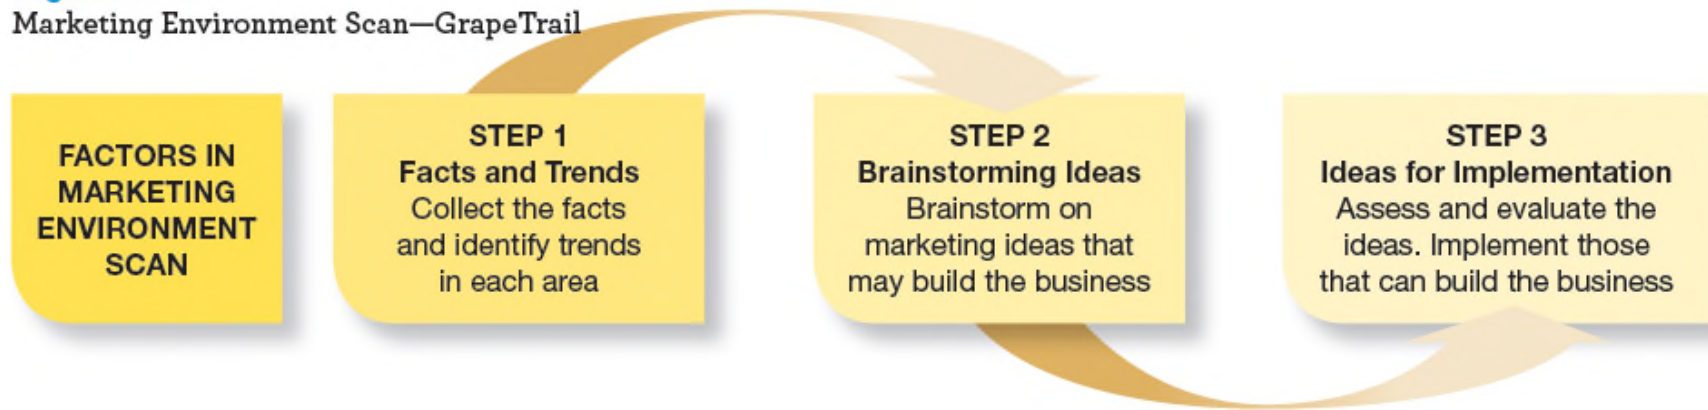 Marketing Environment Scan—GrapeTrail
FACTORS IN
MARKETING
ENVIRONMENT
SCAN
STEP 1
Facts and Trends
Collect the facts
and identify trends
in each area
STEP 2
Brainstorming Ideas
Brainstorm on
marketing ideas that
may build the business
STEP 3
Ideas for Implementation
Assess and evaluate the
ideas. Implement those
that can build the business